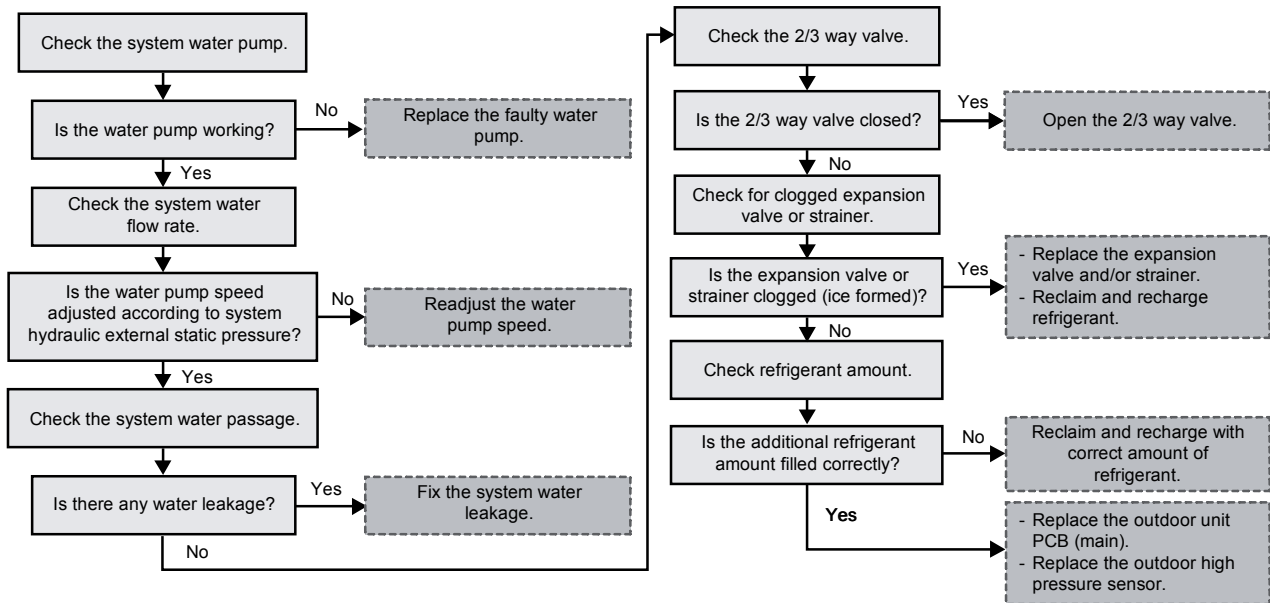 Check the system water pump.
Is the water pump working?
No
Replace the faulty water
pump.
Yes
Check the system water
flow rate.
Is the water pump speed
adjusted according to system
hydraulic external static pressure?
No
Readjust the water
pump speed.
Yes
Check the system water passage.
Is there any water leakage?
Yes
Fix the system water
leakage.
No
Check the 2/3 way valve.
Is the 2/3 way valve closed?
Yes
Open the 2/3 way valve.
No
Check for clogged expansion
valve or strainer.
Is the expansion valve or
strainer clogged (ice formed)?
Yes
- Replace the expansion
valve and/or strainer.
- Reclaim and recharge
refrigerant.
No
Check refrigerant amount.
Is the additional refrigerant
amount filled correctly?
No
Reclaim and recharge with
correct amount of
refrigerant.
Yes
- Replace the outdoor unit
PCB (main).
- Replace the outdoor high
pressure sensor.